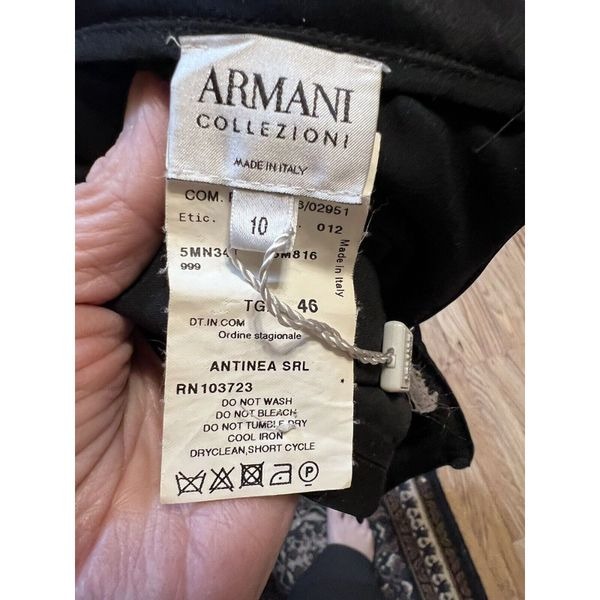 ARMANI
COLLEZIONI
MADE IN ITALY
COM. /02951
Etic. 10 012
Made in Italy
5MN34 M816
999
TG 46
DT.IN.COM
Ordine stagionale
ANTINEA SRL
RN103723 *
DO NOT WASH
DO NOT BLEACH
DO NOT TUMBLE DRY
COOL IRON
DRYCLEAN,SHORT CYCLE
P